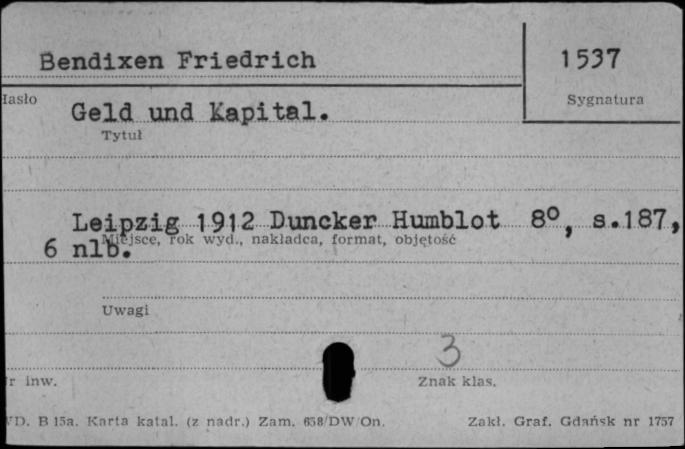 Bendixen Friedrich
1537
Hasło
Sygnatura
Geld und Kapital.
Tytuł
Leipzig 1912 Duncker Humblot 8°, s.187,
Miejsce, rok wyd., nakładca, format, objętość
6 nlb.
Uwagi
3
Nr inw.
Znak klas.
WD. B 15a. Karta katal. (z nadr.) Zam. 658/DW/On.
Zakł. Graf. Gdańsk nr 1757